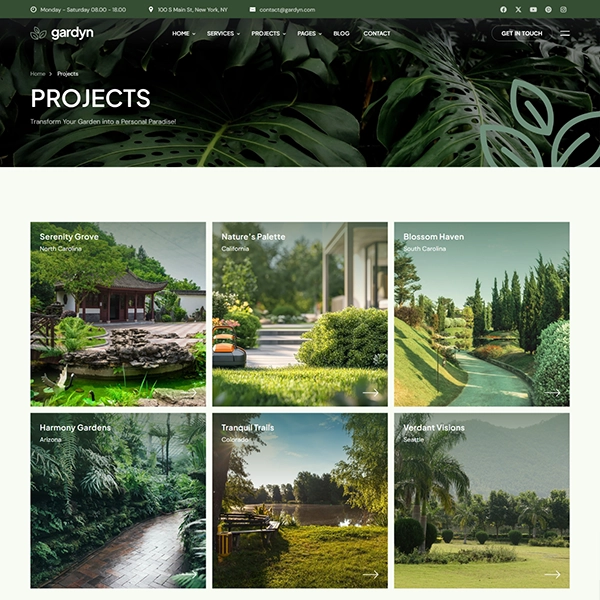 Monday - Saturday 08.00 - 18.00
100 S Main St, New York, NY
contact@gardyn.com
gardyn
HOME
SERVICES
PROJECTS
PAGES
BLOG
CONTACT
GET IN TOUCH
Home > Projects
PROJECTS
Transform Your Garden into a Personal Paradise!
Serenity Grove
North Carolina
Nature's Palette
California
Blossom Haven
South Carolina
Harmony Gardens
Arizona
Tranquil Trails
Colorado
Verdant Visions
Seattle